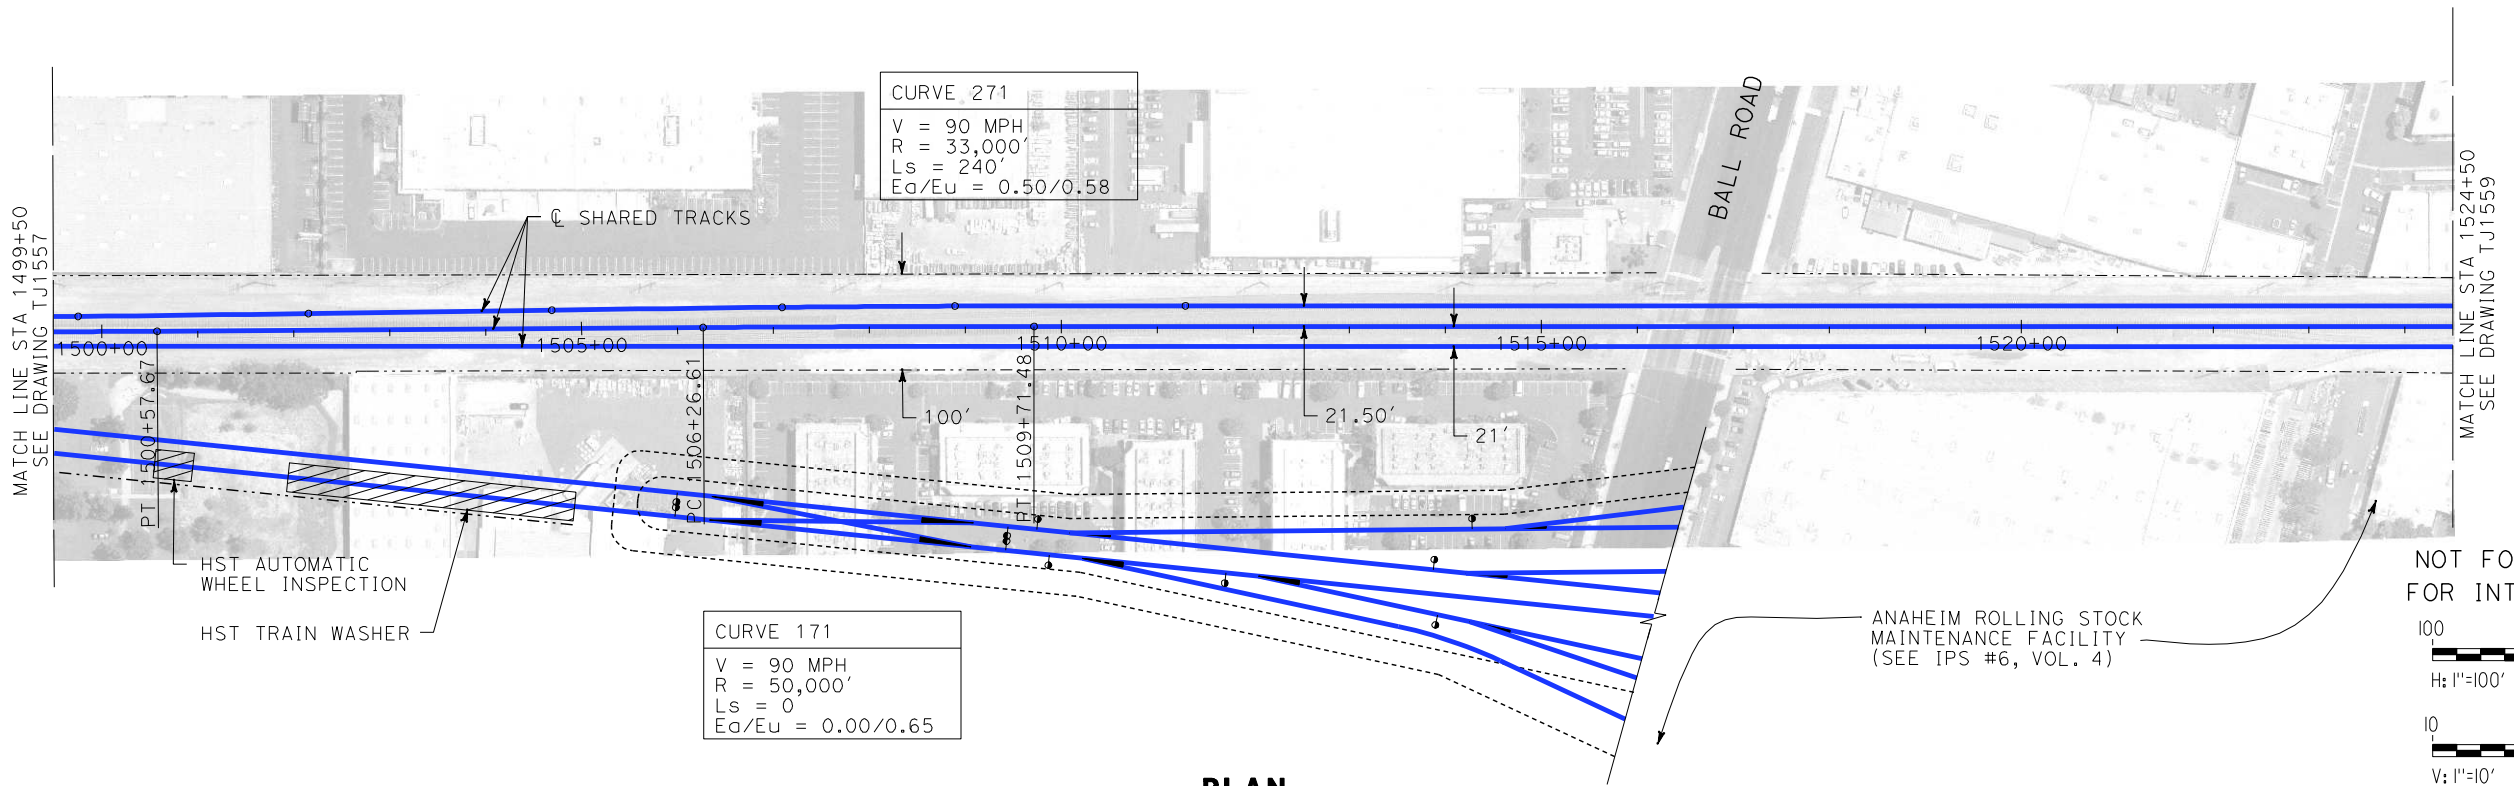 CURVE 271
V = 90 MPH
R = 33,000'
Ls = 240'
Ea/Eu = 0.50/0.58
BALL ROAD
℄ SHARED TRACKS
MATCH LINE STA 1499+50
SEE DRAWING TJ1557
MATCH LINE STA 1524+50
SEE DRAWING TJ1559
1500+00
1505+00
1510+00
1515+00
1520+00
PT 1500+57.67
PC 1506+26.61
PT 1509+71.48
100'
21.50'
21'
HST AUTOMATIC
WHEEL INSPECTION
HST TRAIN WASHER
CURVE 171
V = 90 MPH
R = 50,000'
Ls = 0'
Ea/Eu = 0.00/0.65
ANAHEIM ROLLING STOCK
MAINTENANCE FACILITY
(SEE IPS #6, VOL. 4)
NOT FO
FOR INT
100
H: 1"=100'
10
V: 1"=10'
PLAN